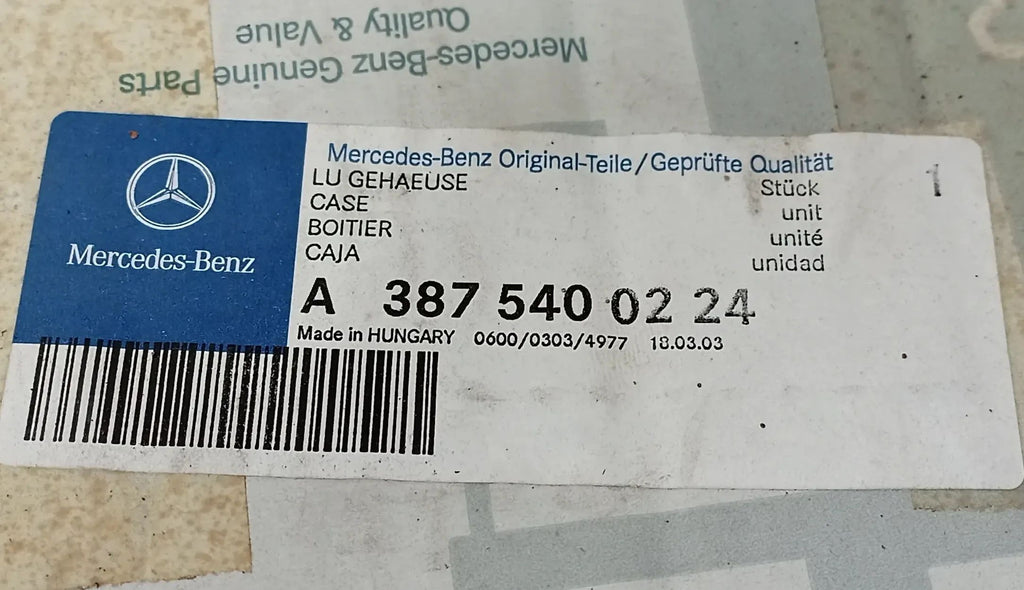 Quality & Value
Mercedes-Benz Genuine Parts
Mercedes-Benz Original-Teile/Geprüfte Qualität
LU GEHAEUSE
CASE
BOITIER
CAJA
Stück 1
unit
unité
unidad
Mercedes-Benz
A 387 540 02 24
Made in HUNGARY 0600/0303/4977 18.03.03